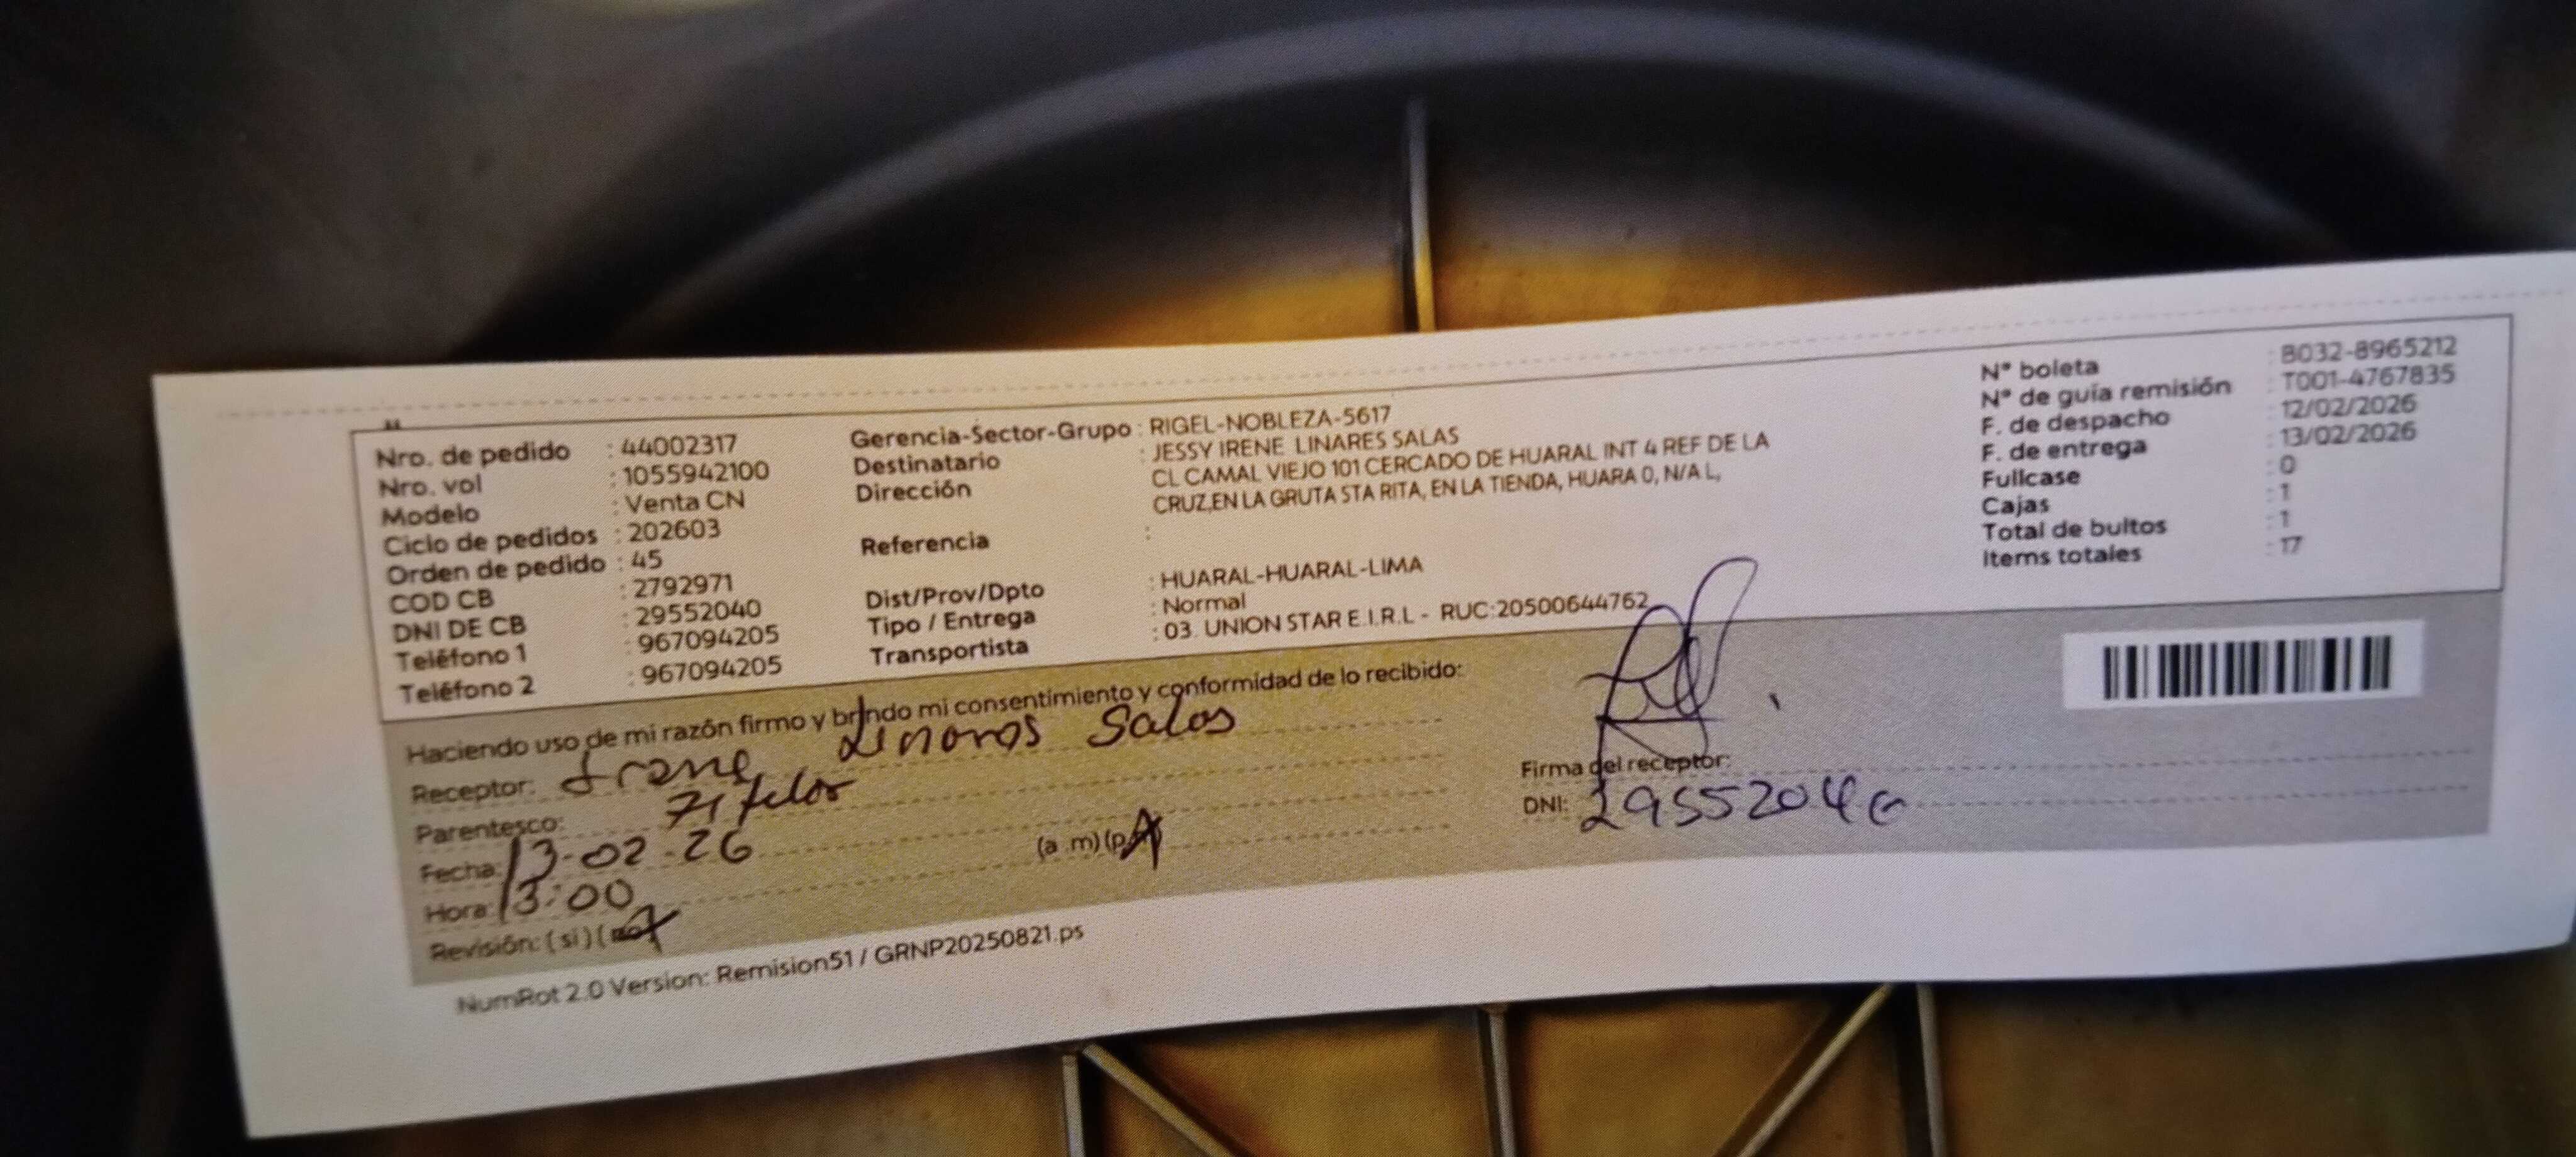 Nro. de pedido : 44002317
Nro. vol : 1055942100
Modelo : Venta CN
Ciclo de pedidos : 202603
Orden de pedido : 45
COD CB : 2792971
DNI DE CB : 29552040
Teléfono 1 : 967094205
Teléfono 2 : 967094205
Gerencia-Sector-Grupo : RIGEL-NOBLEZA-5617
Destinatario : JESSY IRENE LINARES SALAS
Dirección : CL CAMAL VIEJO 101 CERCADO DE HUARAL INT 4 REF DE LA
CRUZ,EN LA GRUTA STA RITA, EN LA TIENDA, HUARA 0, N/A L,
Referencia :
Dist/Prov/Dpto : HUARAL-HUARAL-LIMA
Tipo / Entrega : Normal
Transportista : 03. UNION STAR E.I.R.L - RUC:20500644762
N° boleta : B032-8965212
N° de guía remisión : T001-4767835
F. de despacho : 12/02/2026
F. de entrega : 13/02/2026
Fullcase : 0
Cajas : 1
Total de bultos : 1
Items totales : 17
Haciendo uso de mi razón firmo y brindo mi consentimiento y conformidad de lo recibido:
Receptor: Irene Linares Salas
Parentesco: Titular
Fecha: 13-02-26
Hora: 13:00 (a .m) (p.m)
Revisión: ( si ) ( no )
Firma del receptor:
DNI: 29552040
NumRot 2.0 Version: Remision51 / GRNP20250821.ps